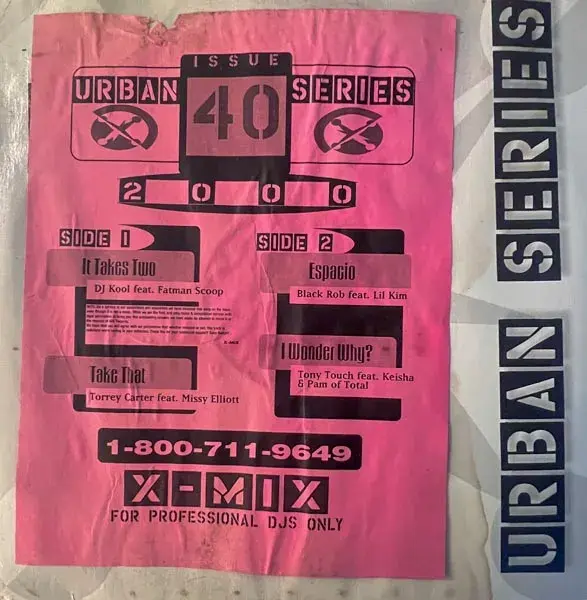 ISSUE
URBAN 40 SERIES
2000
SIDE 1
It Takes Two
DJ Kool feat. Fatman Scoop
X-MIX
Take That
Torrey Carter feat. Missy Elliott
SIDE 2
Espacio
Black Rob feat. Lil Kim
I Wonder Why?
Tony Touch feat. Keisha
& Pam of Total
1-800-711-9649
X-MIX
FOR PROFESSIONAL DJS ONLY
URBAN SERIES